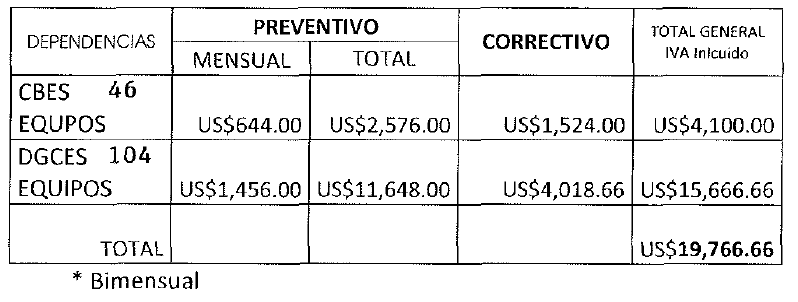 DEPENDENCIAS PREVENTIVO CORRECTIVO TOTAL GENERAL IVA Inlcuido
MENSUAL TOTAL
CBES 46
EQUPOS US$644.00 US$2,576.00 US$1,524.00 US$4,100.00
DGCES 104
EQUIPOS US$1,456.00 US$11,648.00 US$4,018.66 US$15,666.66
TOTAL US$19,766.66
* Bimensual